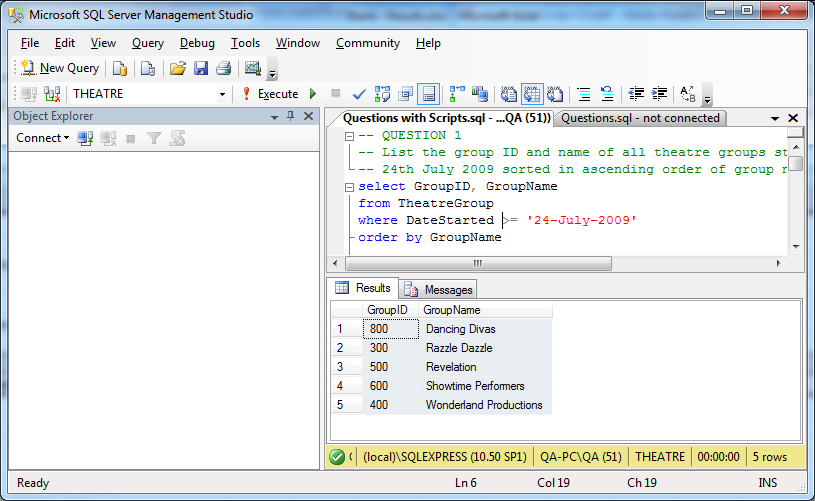 Microsoft SQL Server Management Studio
File Edit View Query Debug Tools Window Community Help
New Query
THEATRE Execute
Object Explorer
Connect
Questions with Scripts.sql - ...QA (51)) Questions.sql - not connected
-- QUESTION 1
-- List the group ID and name of all theatre groups st
-- 24th July 2009 sorted in ascending order of group
select GroupID, GroupName
from TheatreGroup
where DateStarted >= '24-July-2009'
order by GroupName
Results Messages
GroupID GroupName
1 800 Dancing Divas
2 300 Razzle Dazzle
3 500 Revelation
4 600 Showtime Performers
5 400 Wonderland Productions
(local)\SQLEXPRESS (10.50 SP1) QA-PC\QA (51) THEATRE 00:00:00 5 rows
Ready Ln 6 Col 19 Ch 19 INS